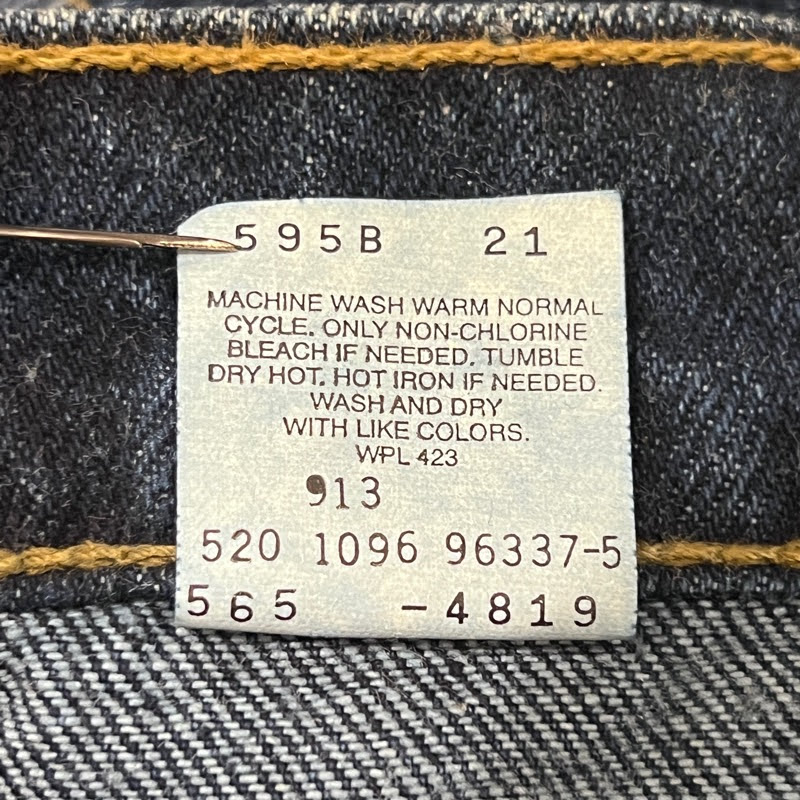 595B 21
MACHINE WASH WARM NORMAL
CYCLE. ONLY NON-CHLORINE
BLEACH IF NEEDED. TUMBLE
DRY HOT. HOT IRON IF NEEDED.
WASH AND DRY
WITH LIKE COLORS.
WPL 423
913
520 1096 96337-5
565 -4819